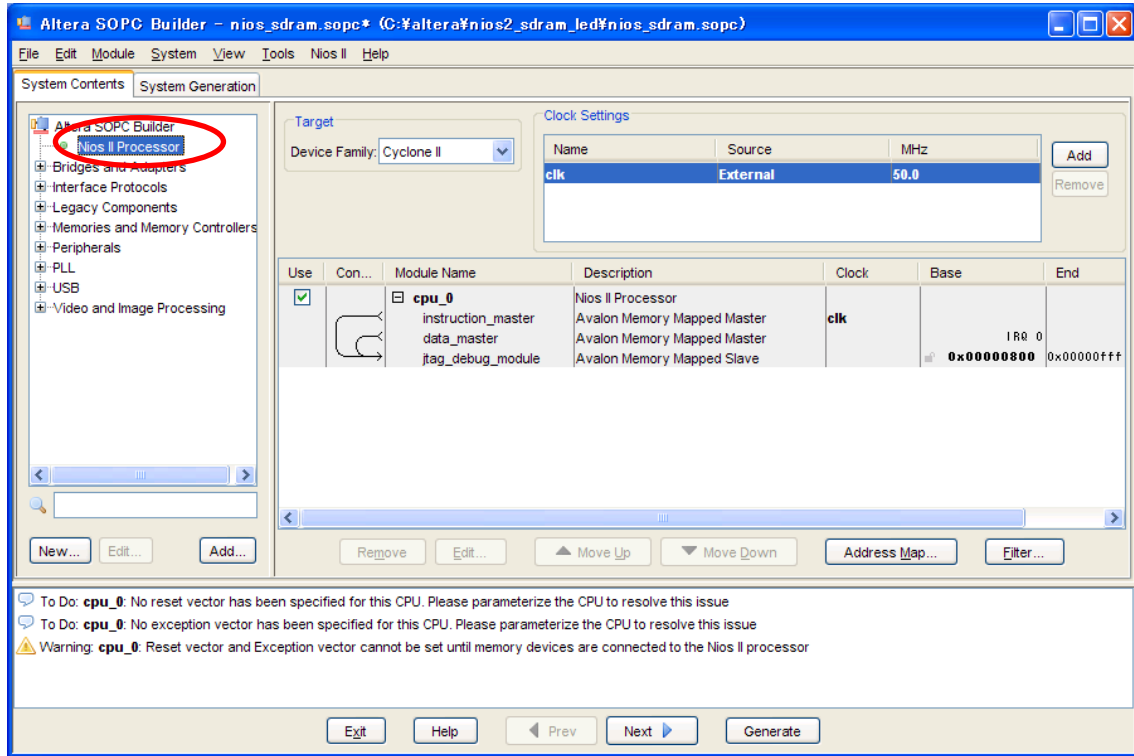 Altera SOPC Builder - nios_sdram.sopc* (C:¥altera¥nios2_sdram_led¥nios_sdram.sopc)
File Edit Module System View Tools Nios II Help
System Contents System Generation
Altera SOPC Builder
Nios II Processor
Bridges and Adapters
Interface Protocols
Legacy Components
Memories and Memory Controllers
Peripherals
PLL
USB
Video and Image Processing
New... Edit... Add...
Target
Device Family: Cyclone II
Clock Settings
Name Source MHz
clk External 50.0
Add
Remove
Use Con... Module Name Description Clock Base End
cpu_0 Nios II Processor
instruction_master Avalon Memory Mapped Master clk
data_master Avalon Memory Mapped Master IRQ 0
jtag_debug_module Avalon Memory Mapped Slave 0x00000800 0x00000fff
Remove Edit... Move Up Move Down Address Map... Filter...
To Do: cpu_0: No reset vector has been specified for this CPU. Please parameterize the CPU to resolve this issue
To Do: cpu_0: No exception vector has been specified for this CPU. Please parameterize the CPU to resolve this issue
Warning: cpu_0: Reset vector and Exception vector cannot be set until memory devices are connected to the Nios II processor
Exit Help Prev Next Generate